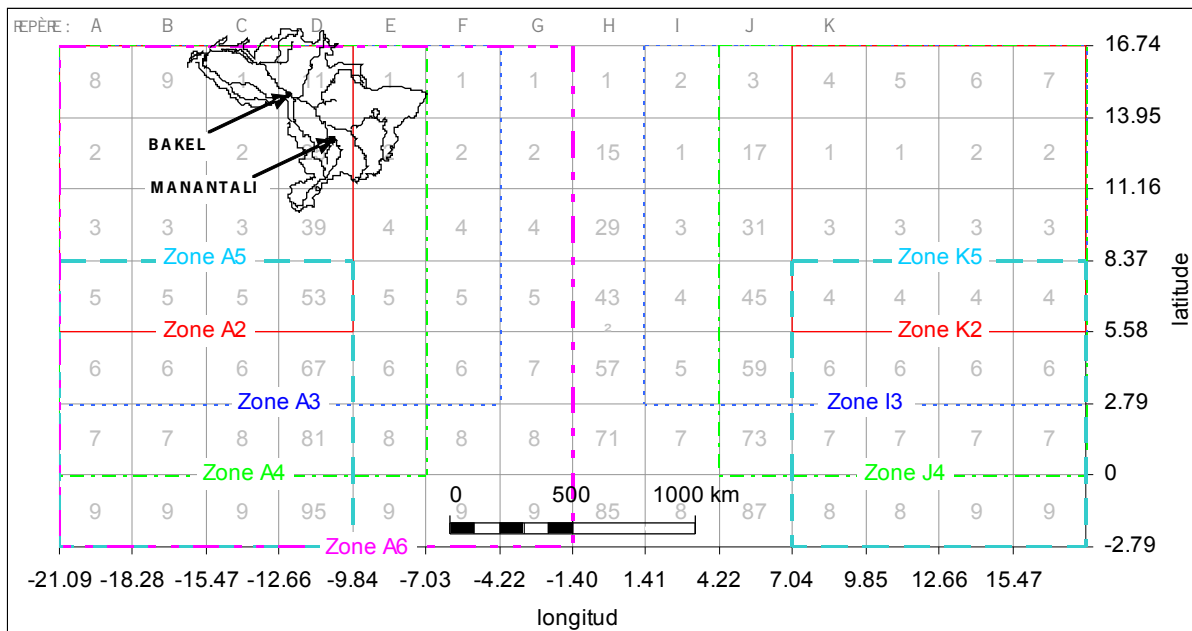 REPÈRE : A B C D E F G H I J K
16.74
8 9 1 11 1 1 1 1 2 3 4 5 6 7
13.95
BAKEL
2 2 2 2 2 15 1 17 1 1 2 2
MANANTALI
11.16
3 3 3 39 4 4 4 29 3 31 3 3 3 3
Zone A5 Zone K5 8.37
5 5 5 53 5 5 5 43 4 45 4 4 4 4
2
Zone A2 Zone K2 5.58
6 6 6 67 6 6 7 57 5 59 6 6 6 6
Zone A3 Zone I3 2.79
7 7 8 81 8 8 8 71 7 73 7 7 7 7
Zone A4 Zone J4 0
0 500 1000 km
9 9 9 95 9 9 9 85 8 87 8 8 9 9
Zone A6 -2.79
-21.09 -18.28 -15.47 -12.66 -9.84 -7.03 -4.22 -1.40 1.41 4.22 7.04 9.85 12.66 15.47
longitud
latitude